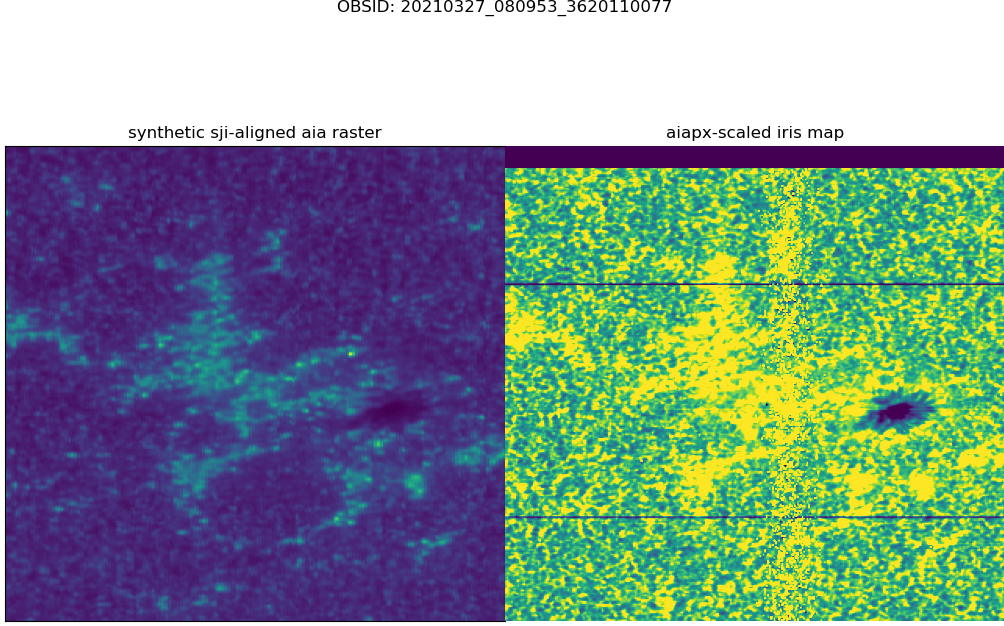 OBSID: 20210327_080953_3620110077
synthetic sji-aligned aia raster
aiapx-scaled iris map